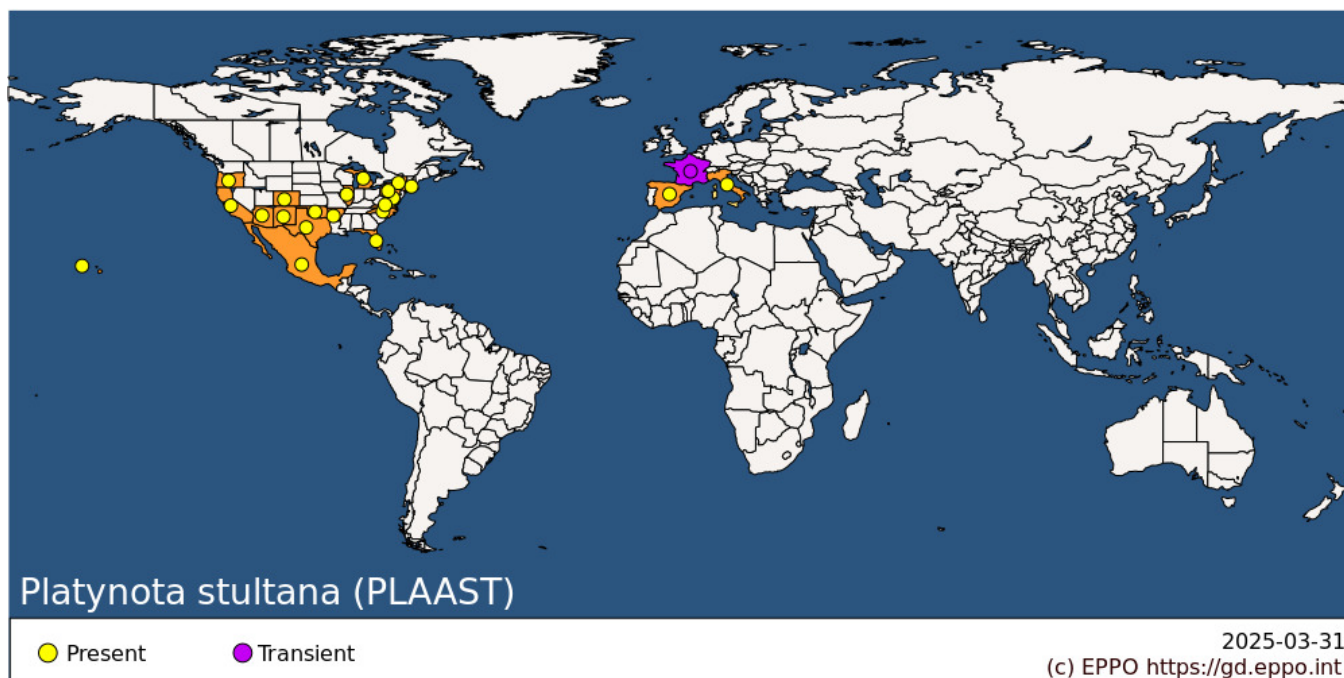 Platynota stultana (PLAAST)
Present
Transient
2025-03-31
(c) EPPO https://gd.eppo.int